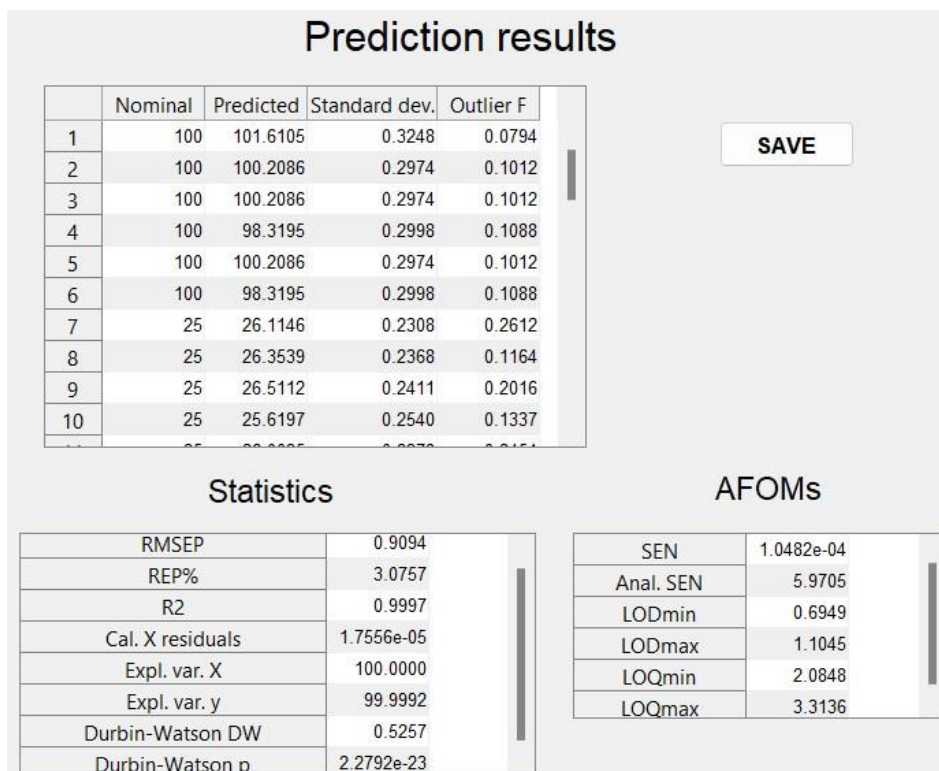 Prediction results
Nominal Predicted Standard dev. Outlier F
1 100 101.6105 0.3248 0.0794
2 100 100.2086 0.2974 0.1012
3 100 100.2086 0.2974 0.1012
4 100 98.3195 0.2998 0.1088
5 100 100.2086 0.2974 0.1012
6 100 98.3195 0.2998 0.1088
7 25 26.1146 0.2308 0.2612
8 25 26.3539 0.2368 0.1164
9 25 26.5112 0.2411 0.2016
10 25 25.6197 0.2540 0.1337
SAVE
Statistics
RMSEP 0.9094
REP% 3.0757
R2 0.9997
Cal. X residuals 1.7556e-05
Expl. var. X 100.0000
Expl. var. y 99.9992
Durbin-Watson DW 0.5257
Durbin-Watson p 2.2792e-23
AFOMs
SEN 1.0482e-04
Anal. SEN 5.9705
LODmin 0.6949
LODmax 1.1045
LOQmin 2.0848
LOQmax 3.3136